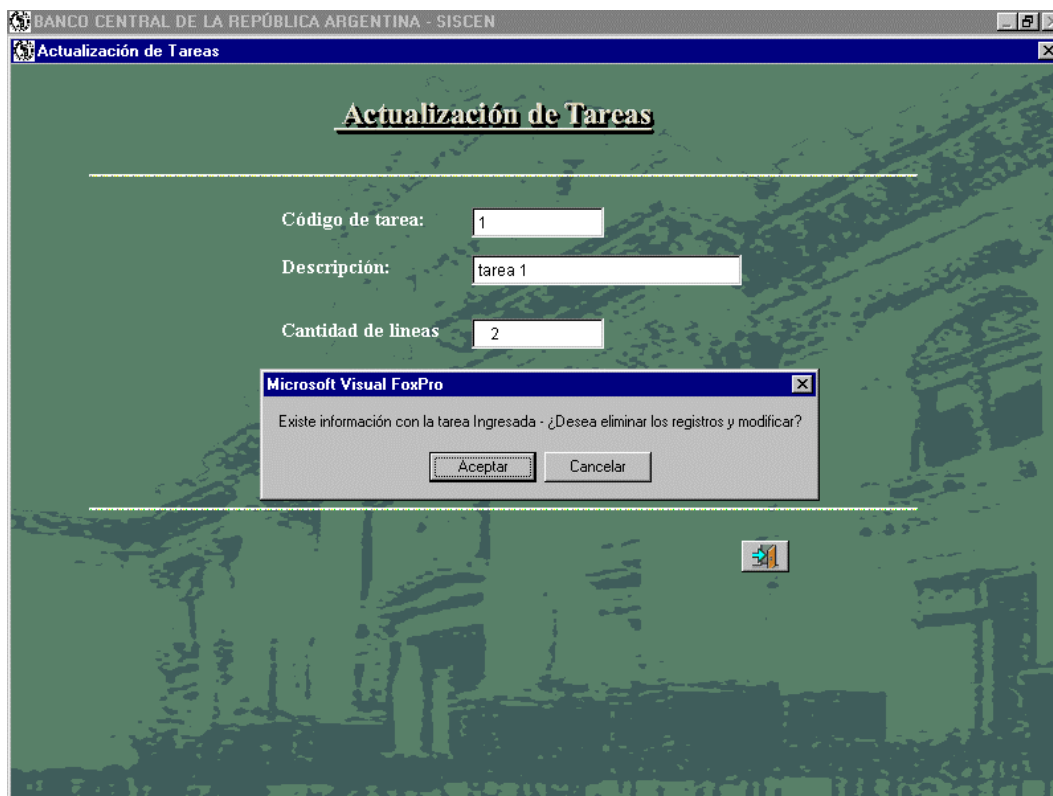 BANCO CENTRAL DE LA REPÚBLICA ARGENTINA - SISCEN
Actualización de Tareas
Actualización de Tareas
Código de tarea: 1
Descripción: tarea 1
Cantidad de lineas 2
Microsoft Visual FoxPro
Existe información con la tarea Ingresada - ¿Desea eliminar los registros y modificar?
Aceptar Cancelar